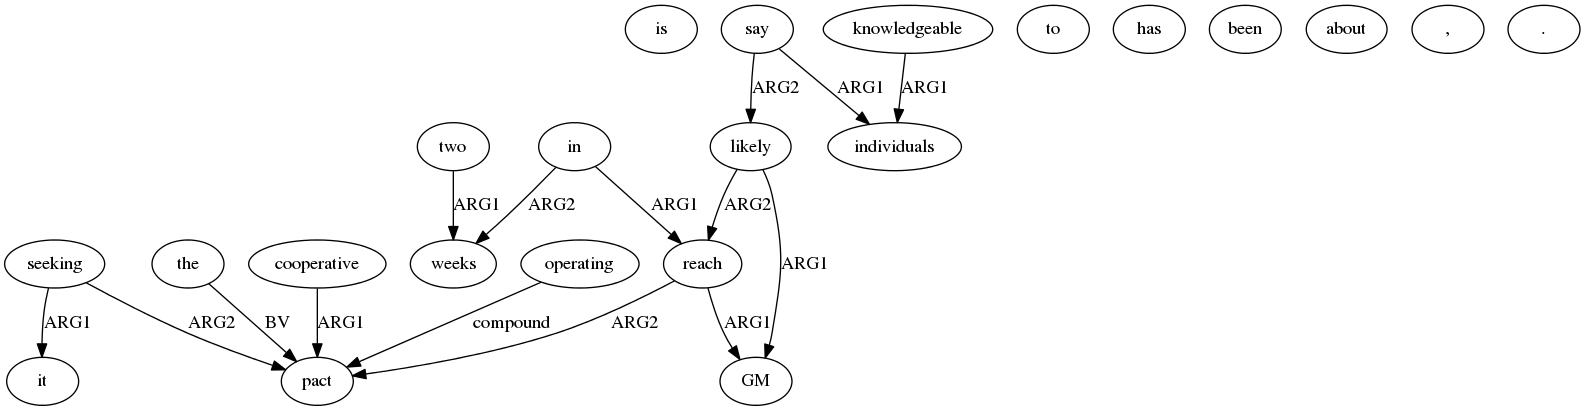 is say knowledgeable to has been about , .
ARG2 ARG1 ARG1
two in likely individuals
ARG1 ARG2 ARG1 ARG2 ARG1
seeking the cooperative weeks operating reach
ARG1 ARG2 BV ARG1 compound ARG2 ARG1
it pact GM